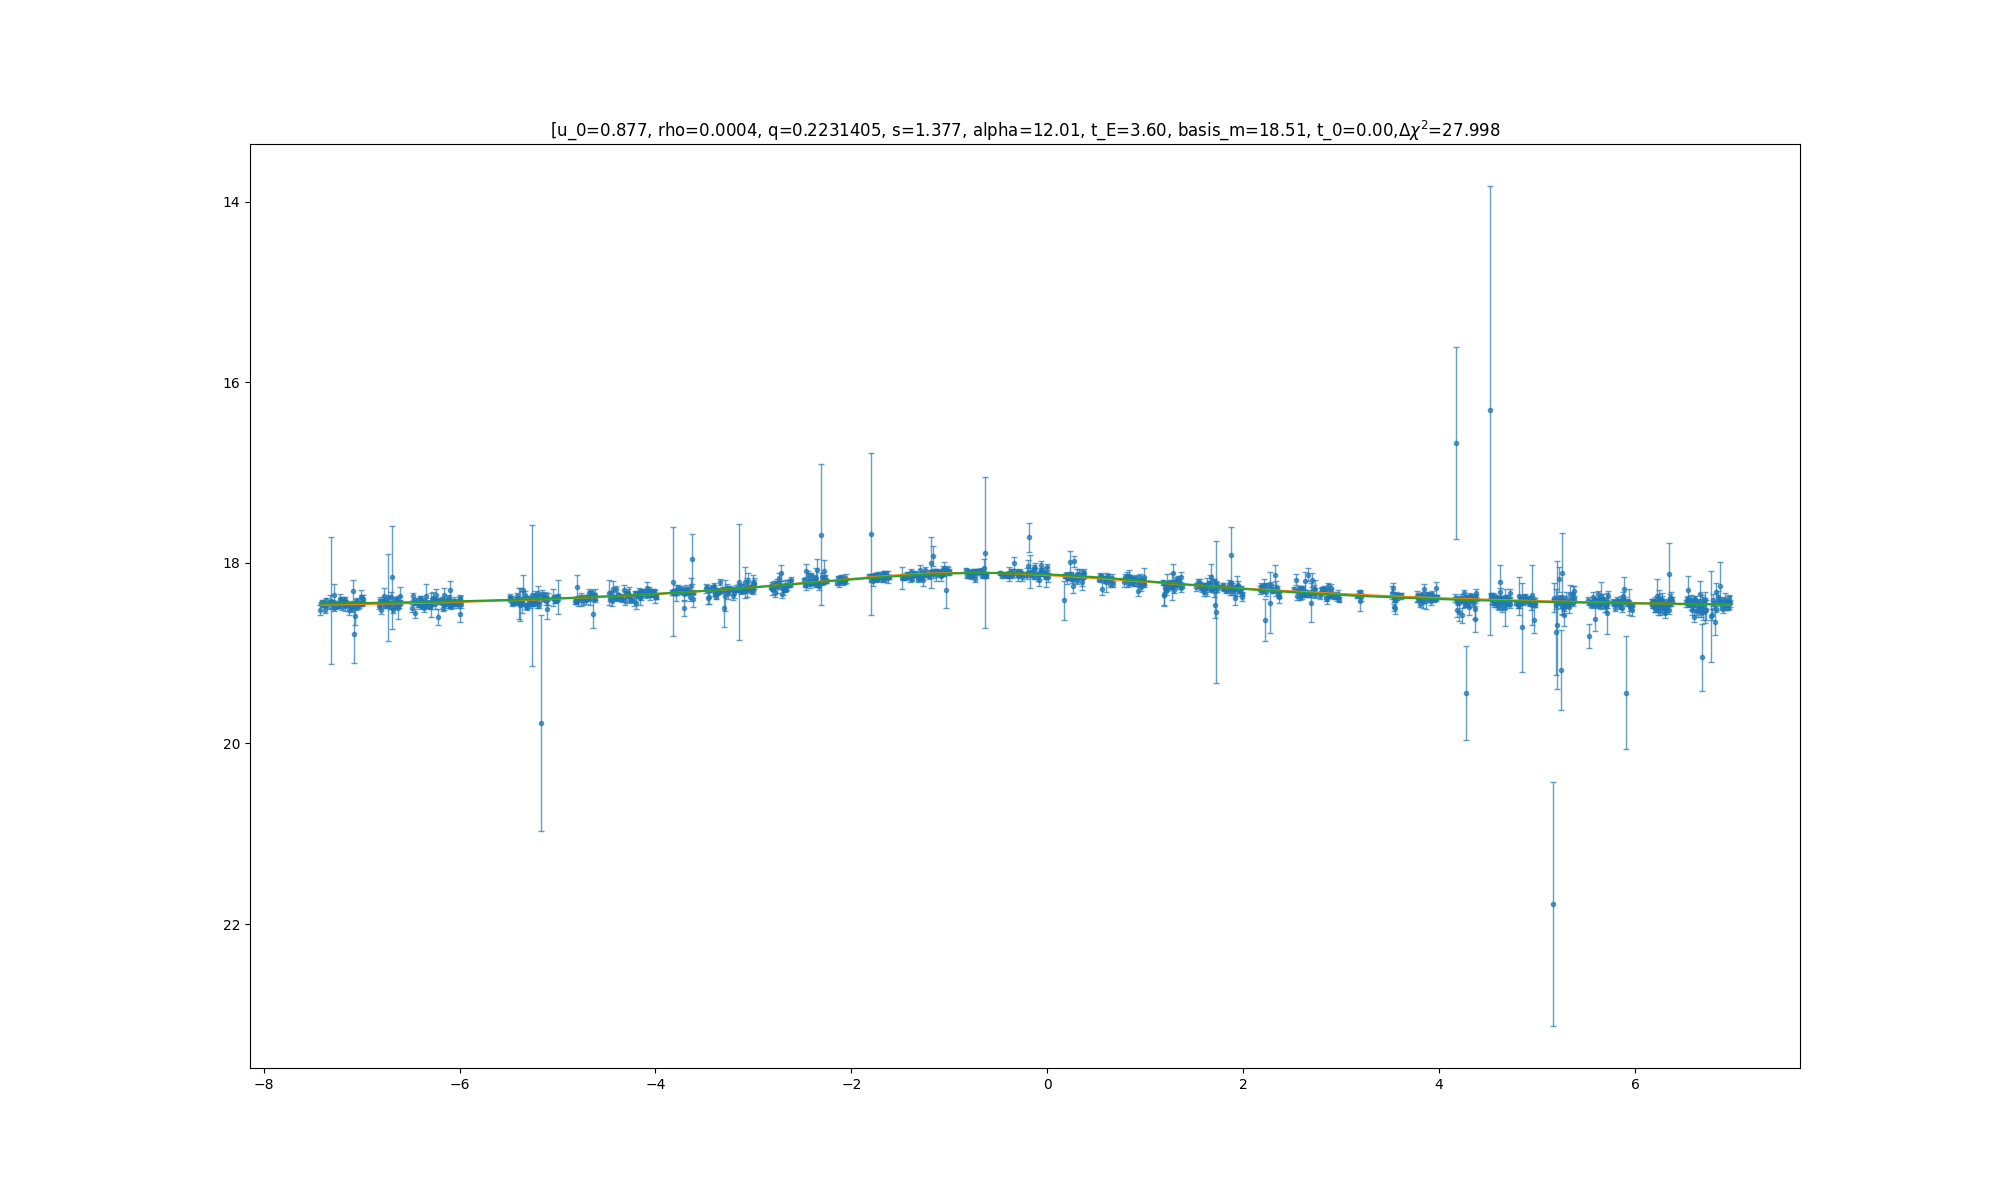 [u_0=0.877, rho=0.0004, q=0.2231405, s=1.377, alpha=12.01, t_E=3.60, basis_m=18.51, t_0=0.00,Δχ²=27.998
14
16
18
20
22
−8 −6 −4 −2 0 2 4 6